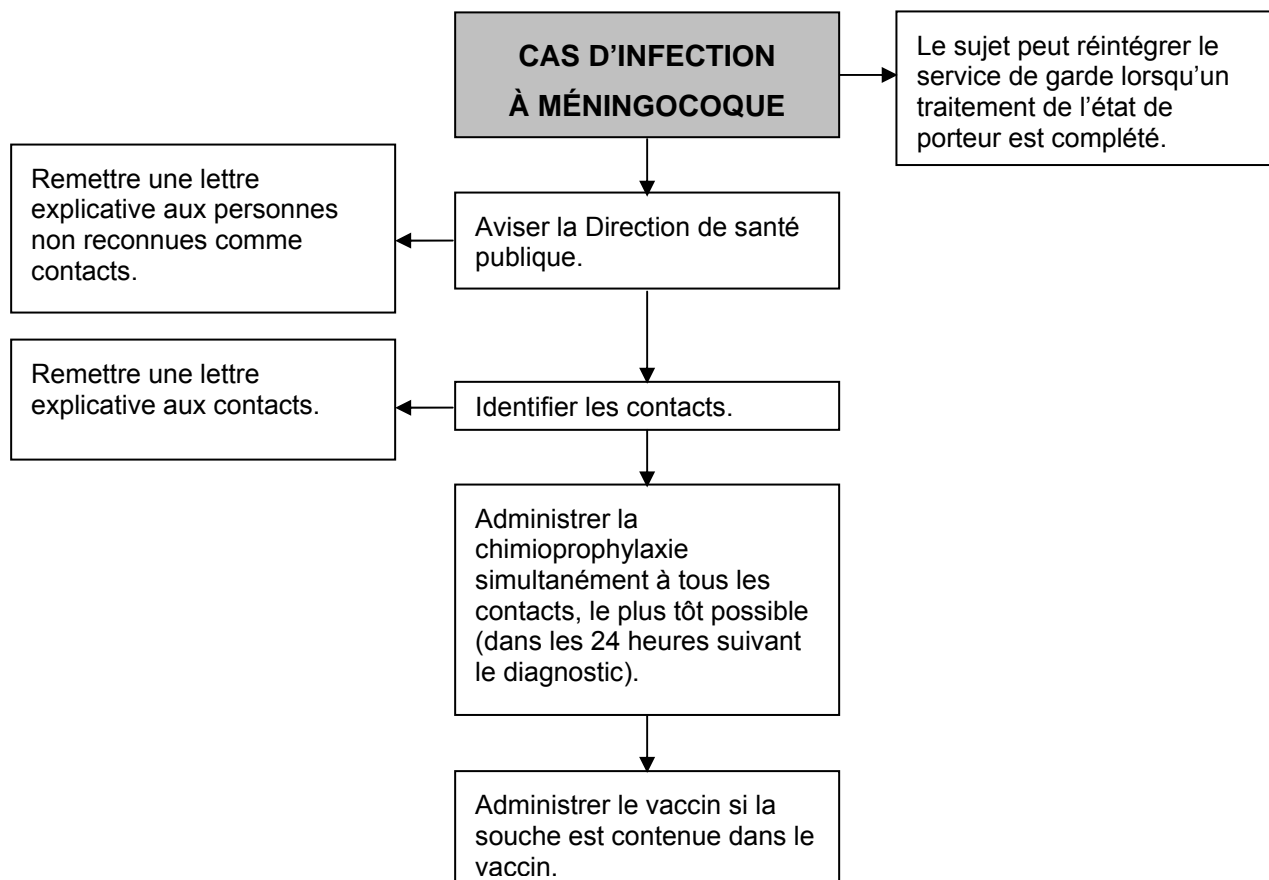 CAS D’INFECTION
À MÉNINGOCOQUE
Le sujet peut réintégrer le
service de garde lorsqu’un
traitement de l’état de
porteur est complété.
Remettre une lettre
explicative aux personnes
non reconnues comme
contacts.
Aviser la Direction de santé
publique.
Remettre une lettre
explicative aux contacts.
Identifier les contacts.
Administrer la
chimioprophylaxie
simultanément à tous les
contacts, le plus tôt possible
(dans les 24 heures suivant
le diagnostic).
Administrer le vaccin si la
souche est contenue dans le
vaccin.